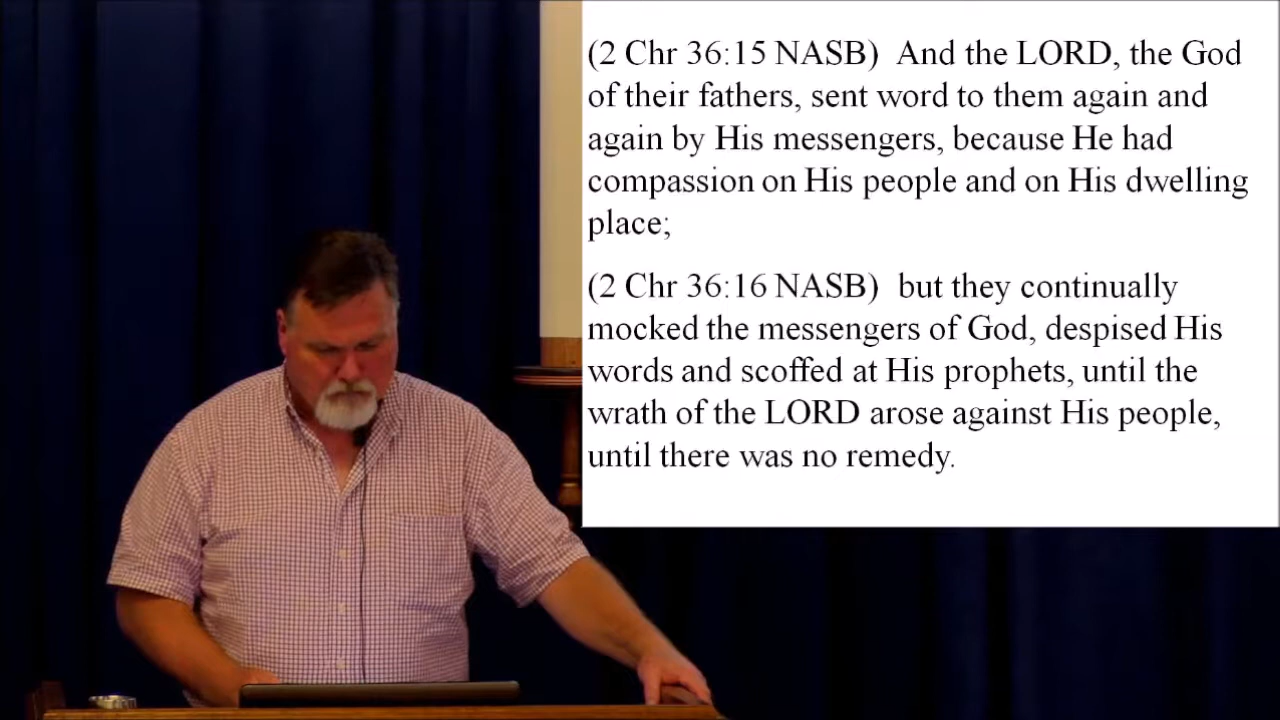 (2 Chr 36:15 NASB)  And the LORD, the God
of their fathers, sent word to them again and
again by His messengers, because He had
compassion on His people and on His dwelling
place;
(2 Chr 36:16 NASB)  but they continually
mocked the messengers of God, despised His
words and scoffed at His prophets, until the
wrath of the LORD arose against His people,
until there was no remedy.